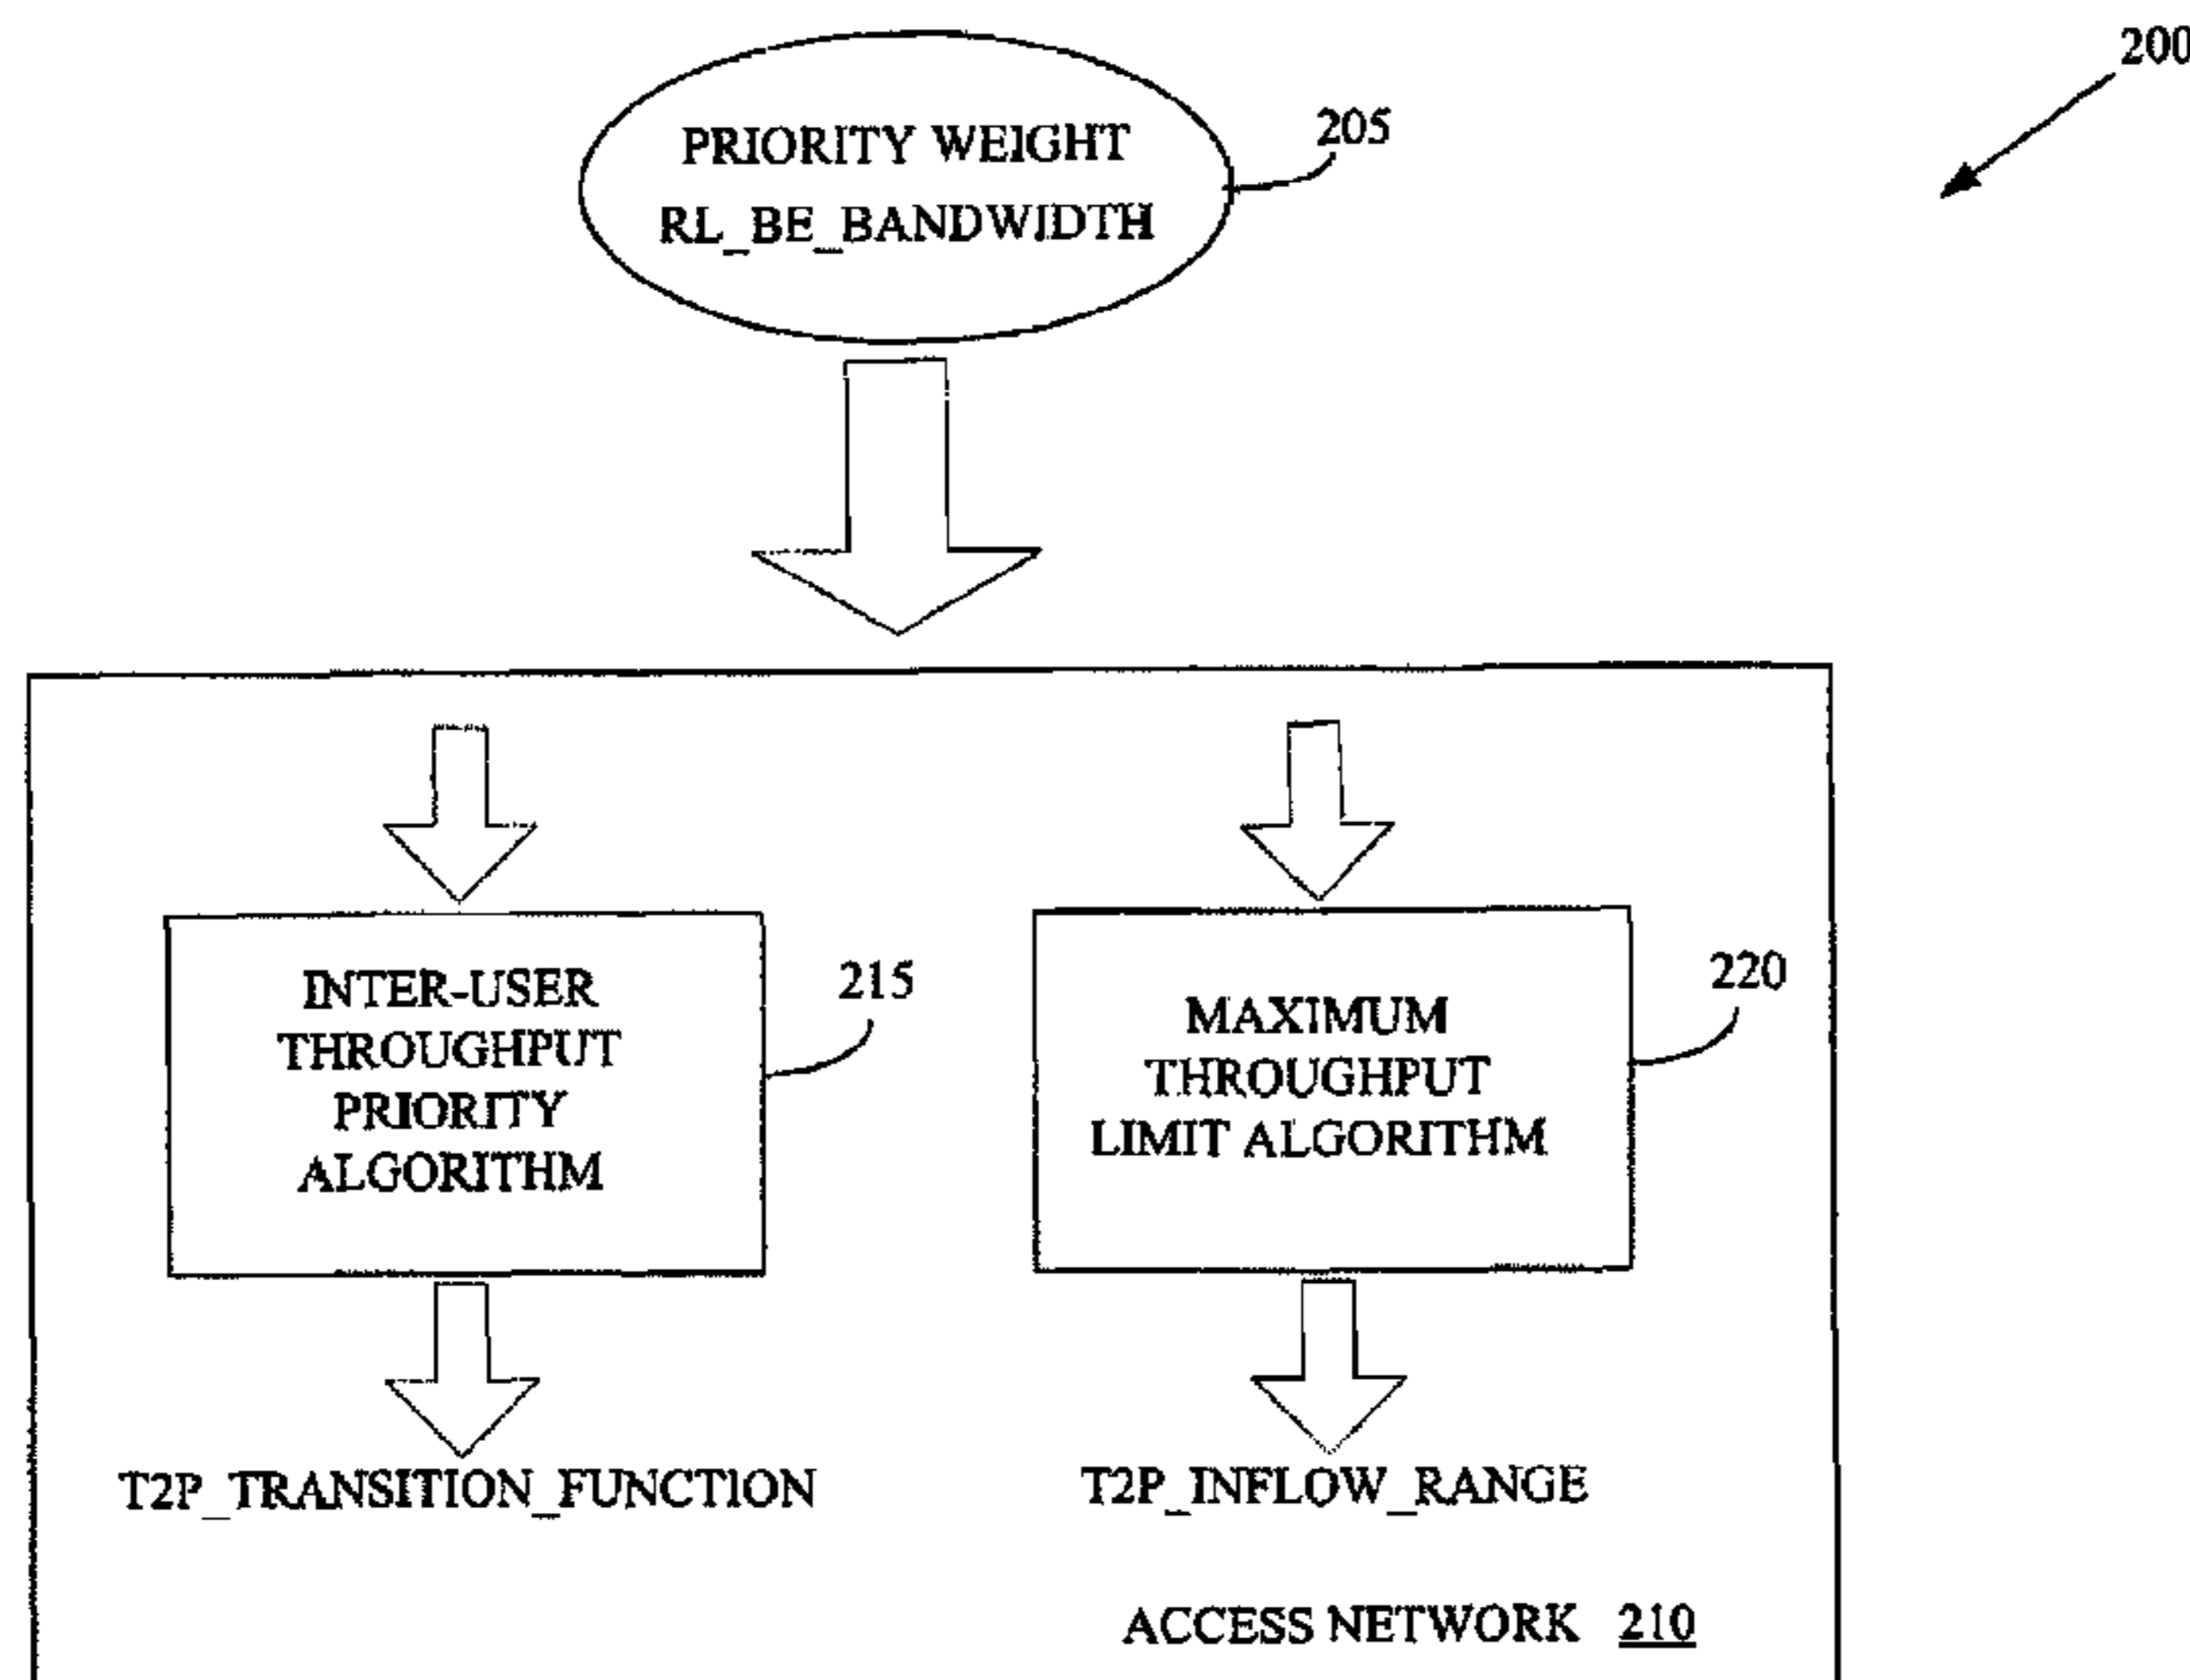 200
PRIORITY WEIGHT
RL_BE_BANDWIDTH
205
INTER-USER
THROUGHPUT
PRIORITY
ALGORITHM
215
MAXIMUM
THROUGHPUT
LIMIT ALGORITHM
220
T2P_TRANSITION_FUNCTION
T2P_INFLOW_RANGE
ACCESS NETWORK 210